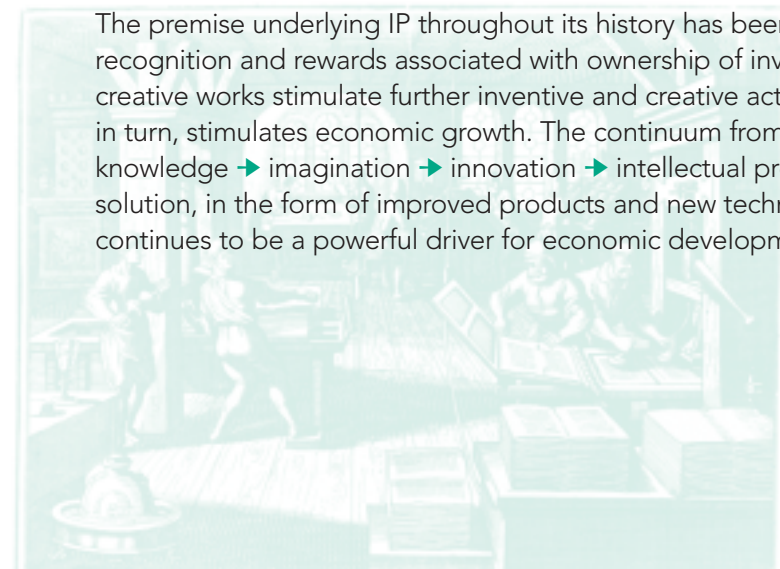 The premise underlying IP throughout its history has been
recognition and rewards associated with ownership of inv
creative works stimulate further inventive and creative act
in turn, stimulates economic growth. The continuum from
knowledge → imagination → innovation → intellectual pr
solution, in the form of improved products and new techn
continues to be a powerful driver for economic developm